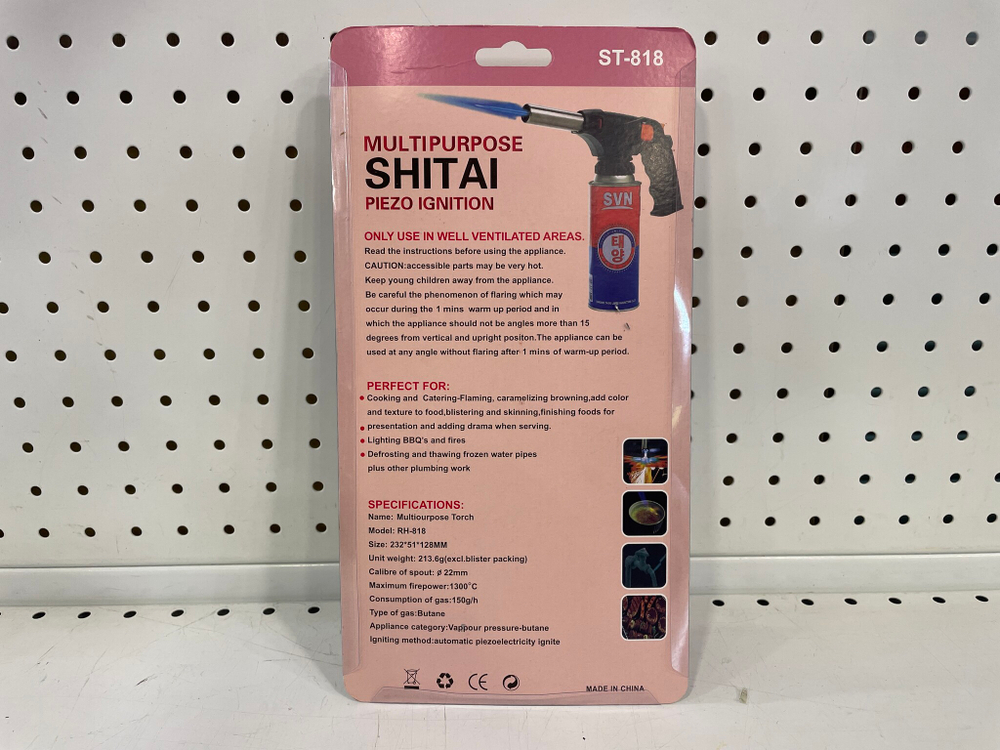 ST-818
MULTIPURPOSE
SHITAI
PIEZO IGNITION
SVN
태양
ONLY USE IN WELL VENTILATED AREAS.
Read the instructions before using the appliance.
CAUTION:accessible parts may be very hot.
Keep young children away from the appliance.
Be careful the phenomenon of flaring which may
occur during the 1 mins warm up period and in
which the appliance should not be angles more than 15
degrees from vertical and upright positon.The appliance can be
used at any angle without flaring after 1 mins of warm-up period.
PERFECT FOR:
Cooking and Catering-Flaming, caramelizing browning,add color
and texture to food,blistering and skinning,finishing foods for
presentation and adding drama when serving.
Lighting BBQ's and fires
Defrosting and thawing frozen water pipes
plus other plumbing work
SPECIFICATIONS:
Name: Multiourpose Torch
Model: RH-818
Size: 232*51*128MM
Unit weight: 213.6g(excl.blister packing)
Calibre of spout: ø 22mm
Maximum firepower:1300°C
Consumption of gas:150g/h
Type of gas:Butane
Appliance category:Vappour pressure-butane
Igniting method:automatic piezoelectricity ignite
CE
MADE IN CHINA